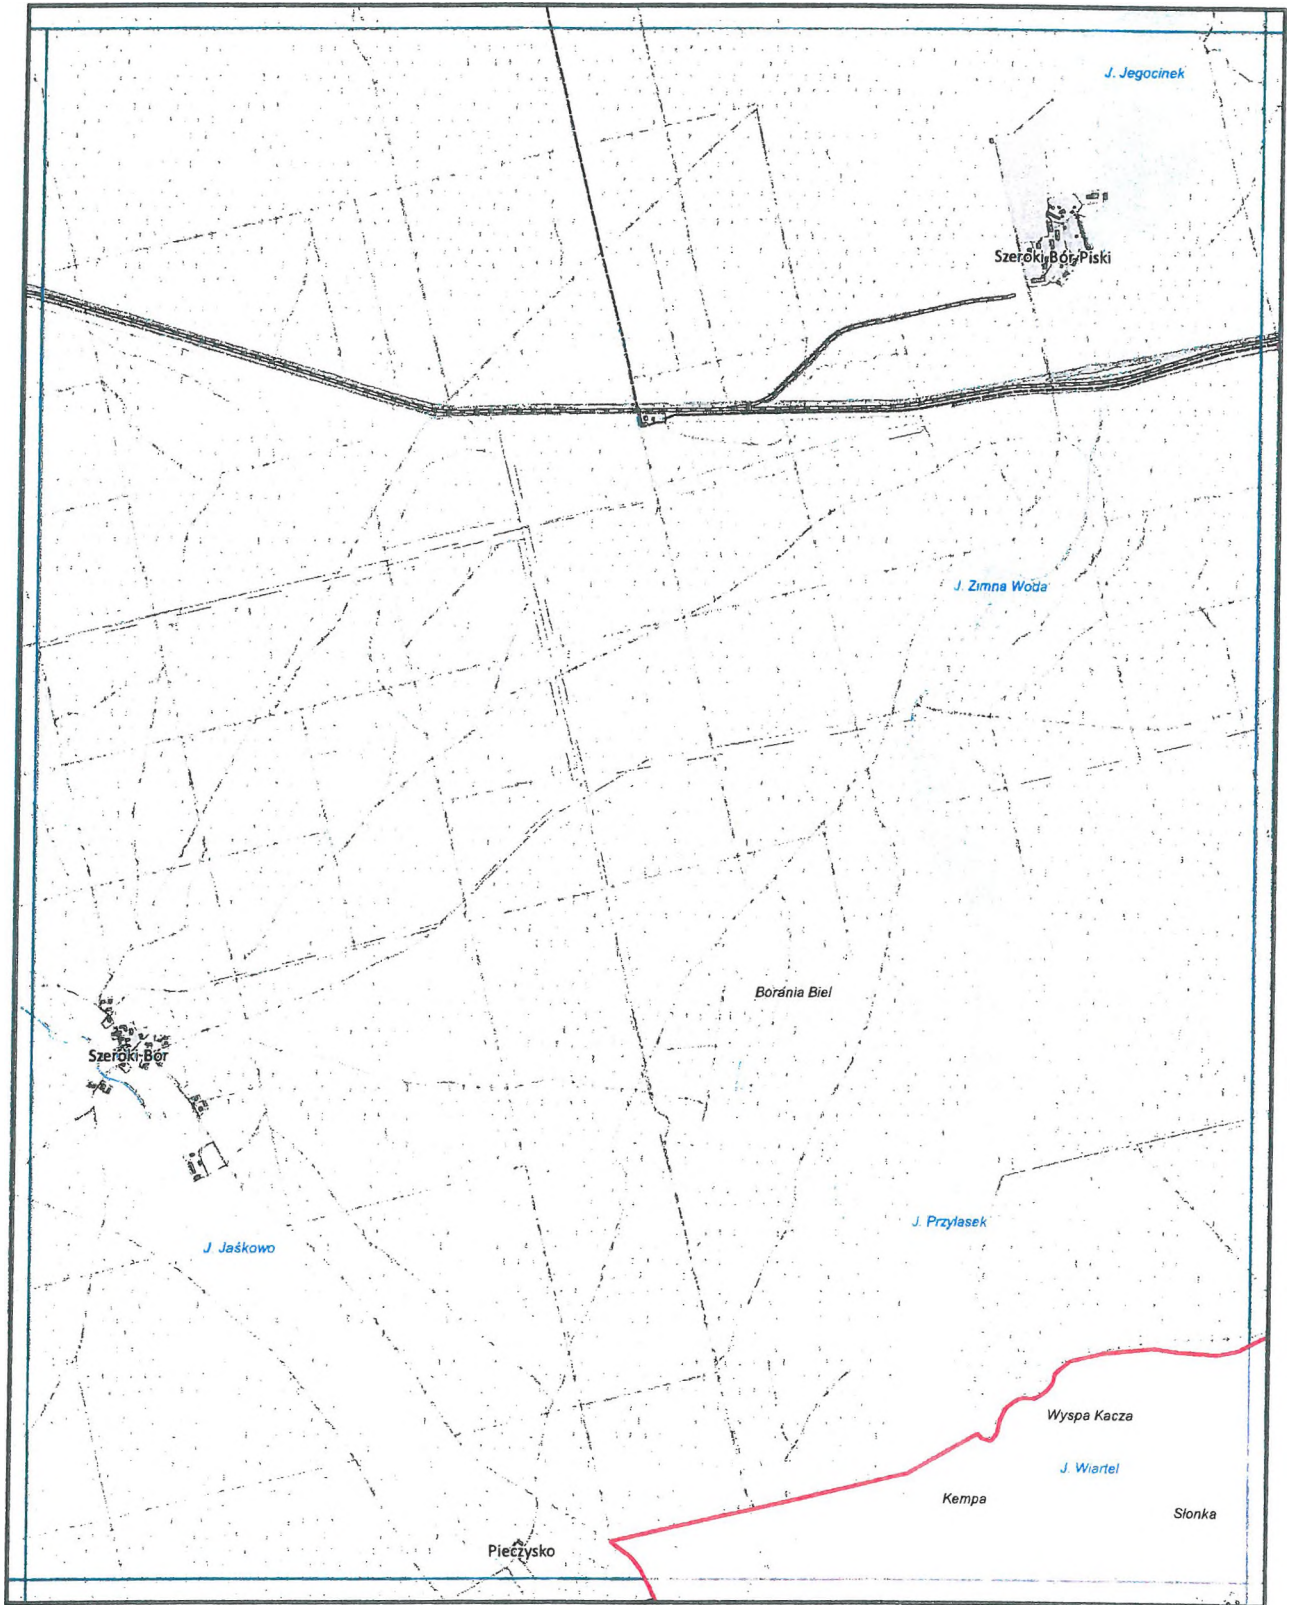 J. Jegocinek
Szeroki Bór Piski
J. Zimna Woda
Borania Biel
Szeroki Bór
J. Przylasek
J. Jaśkowo
Wyspa Kacza
J. Wiartel
Kempa
Słonka
Pieczysko